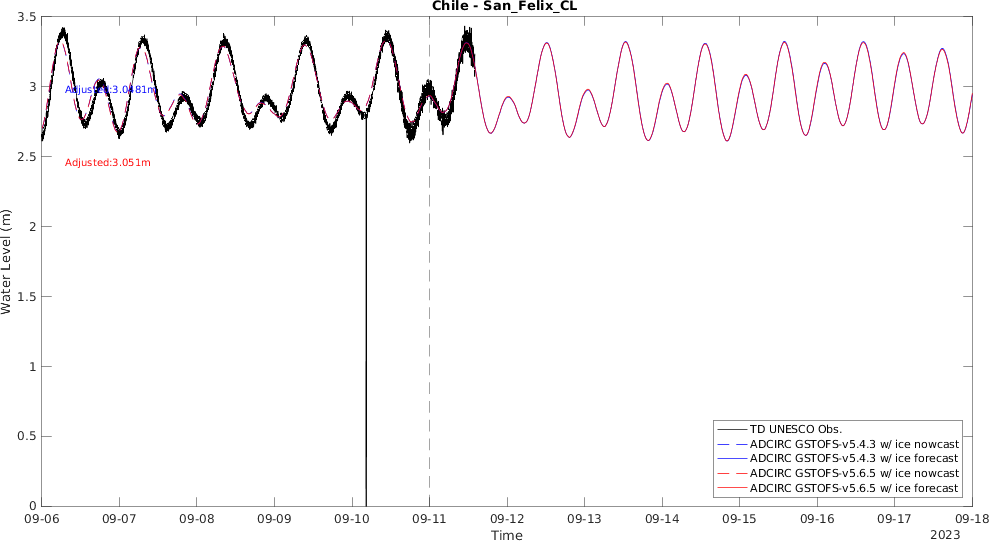 Chile - San_Felix_CL
3.5
3
2.5
2
1.5
1
0.5
0
Water Level (m)
Adjusted:3.0481m
Adjusted:3.051m
TD UNESCO Obs.
ADCIRC GSTOFS-v5.4.3 w/ ice nowcast
ADCIRC GSTOFS-v5.4.3 w/ ice forecast
ADCIRC GSTOFS-v5.6.5 w/ ice nowcast
ADCIRC GSTOFS-v5.6.5 w/ ice forecast
09-06 09-07 09-08 09-09 09-10 09-11 09-12 09-13 09-14 09-15 09-16 09-17 09-18
Time
2023